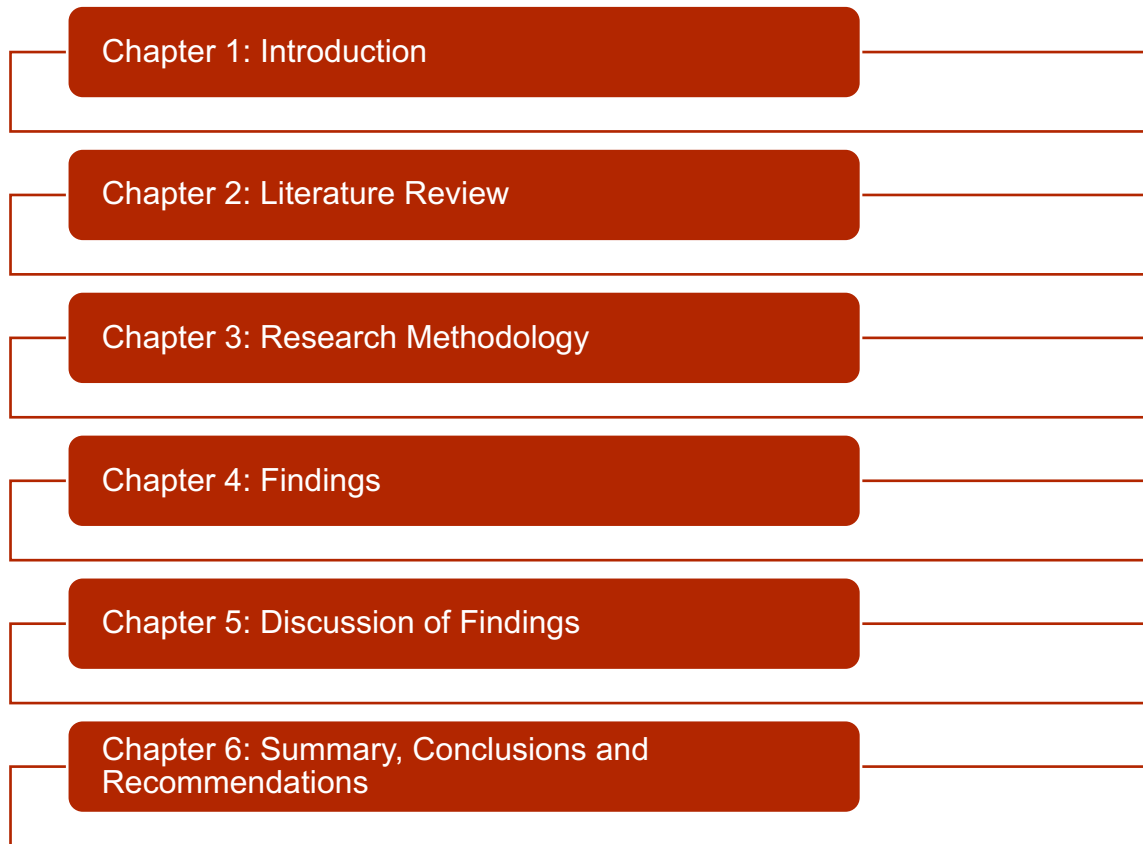 Chapter 1: Introduction
Chapter 2: Literature Review
Chapter 3: Research Methodology
Chapter 4: Findings
Chapter 5: Discussion of Findings
Chapter 6: Summary, Conclusions and
Recommendations